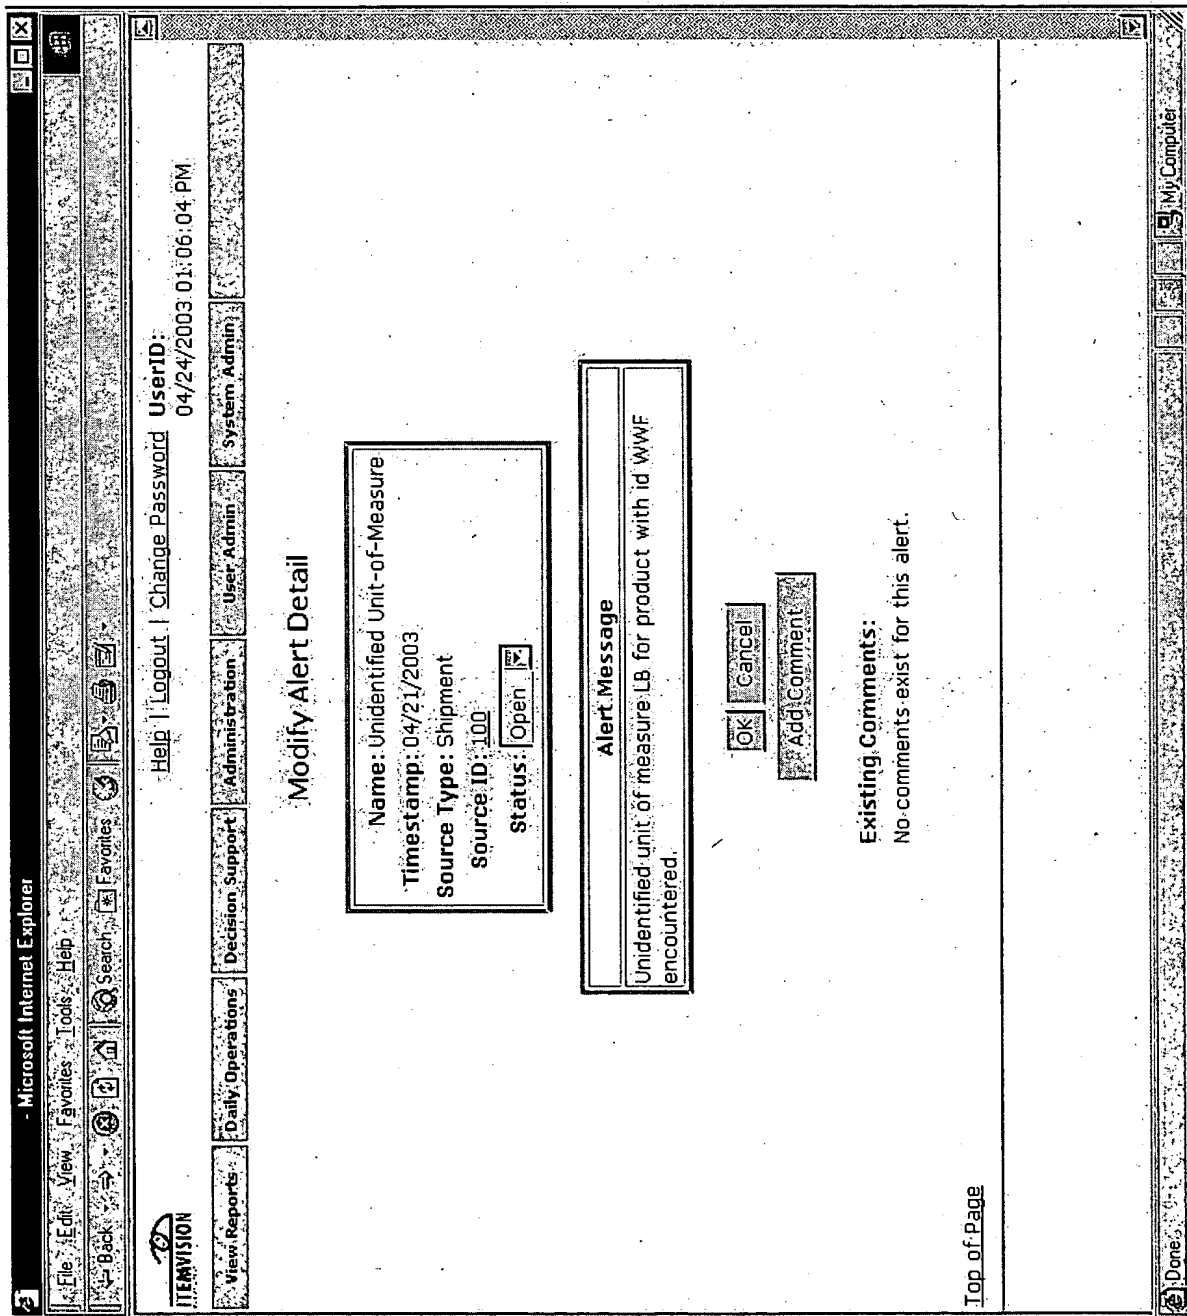 - Microsoft Internet Explorer
File Edit View Favorites Tools Help
Back Search Favorites
ITEMVISION
Help | Logout | Change Password UserID:
04/24/2003 01:06:04 PM
View Reports Daily Operations Decision Support Administration User Admin System Admin
Modify Alert Detail
Name: Unidentified Unit-of-Measure
Timestamp: 04/21/2003
Source Type: Shipment
Source ID: 100
Status: Open
Alert Message
Unidentified unit of measure LB for product with id WWF
encountered.
OK Cancel
Add Comment
Existing Comments:
No comments exist for this alert.
Top of Page
Done My Computer